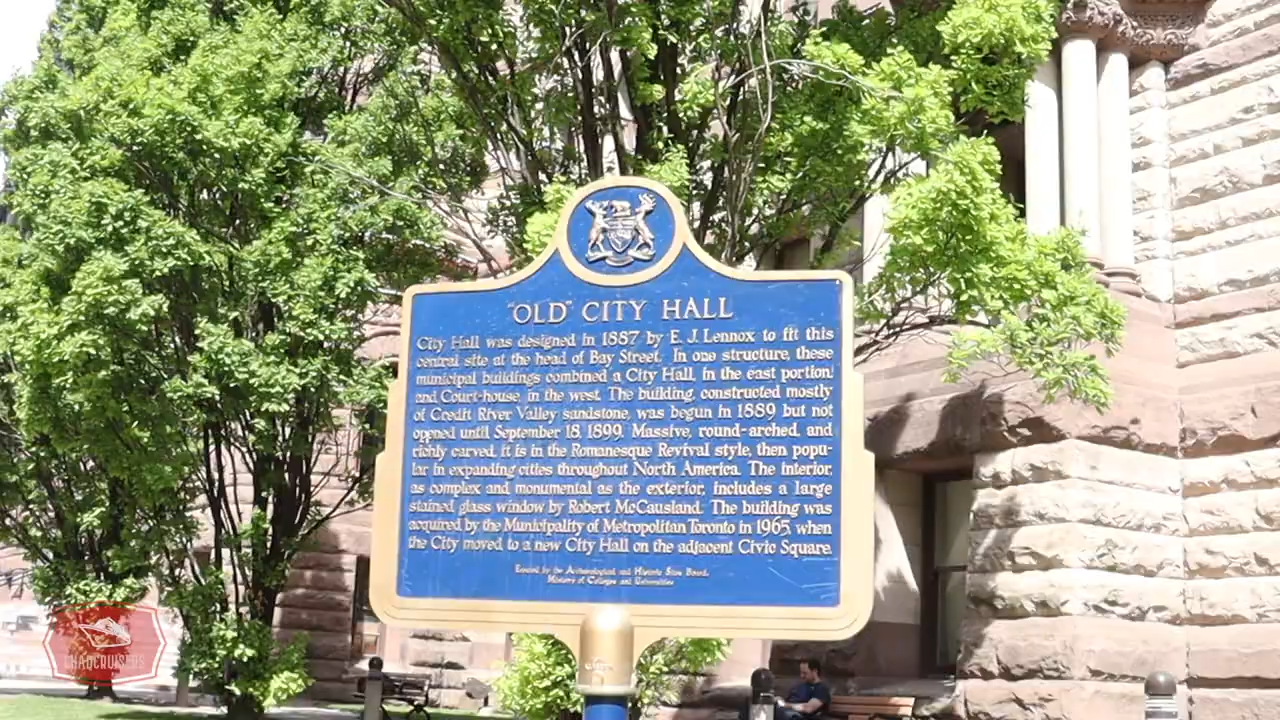 "OLD" CITY HALL
City Hall was designed in 1887 by E. J. Lennox to fit this
central site at the head of Bay Street. In one structure, these
municipal buildings combined a City Hall, in the east portion,
and Court-house, in the west. The building, constructed mostly
of Credit River Valley sandstone, was begun in 1889 but not
opened until September 18, 1899. Massive, round-arched, and
richly carved, it is in the Romanesque Revival style, then popu-
lar in expanding cities throughout North America. The interior,
as complex and monumental as the exterior, includes a large
stained glass window by Robert McCausland. The building was
acquired by the Municipality of Metropolitan Toronto in 1965, when
the City moved to a new City Hall on the adjacent Civic Square.
Erected by the Archaeological and Historic Sites Board,
Ministry of Colleges and Universities
CHADCRUISERS